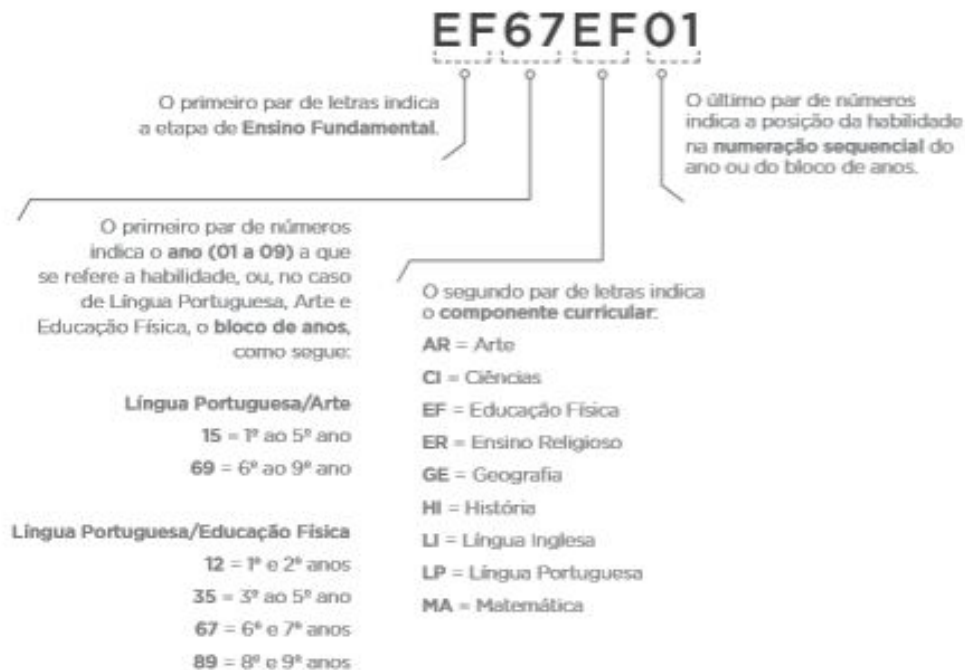 EF67EF01
O primeiro par de letras indica
a etapa de Ensino Fundamental.
O último par de números
indica a posição da habilidade
na numeração sequencial do
ano ou do bloco de anos.
O primeiro par de números
indica o ano (01 a 09) a que
se refere a habilidade, ou, no caso
de Língua Portuguesa, Arte e
Educação Física, o bloco de anos,
como segue:
Língua Portuguesa/Arte
15 = 1º ao 5º ano
69 = 6º ao 9º ano
Língua Portuguesa/Educação Física
12 = 1º e 2º anos
35 = 3º ao 5º ano
67 = 6º e 7º anos
89 = 8º e 9º anos
O segundo par de letras indica
o componente curricular:
AR = Arte
CI = Ciências
EF = Educação Física
ER = Ensino Religioso
GE = Geografia
HI = História
LI = Língua Inglesa
LP = Língua Portuguesa
MA = Matemática